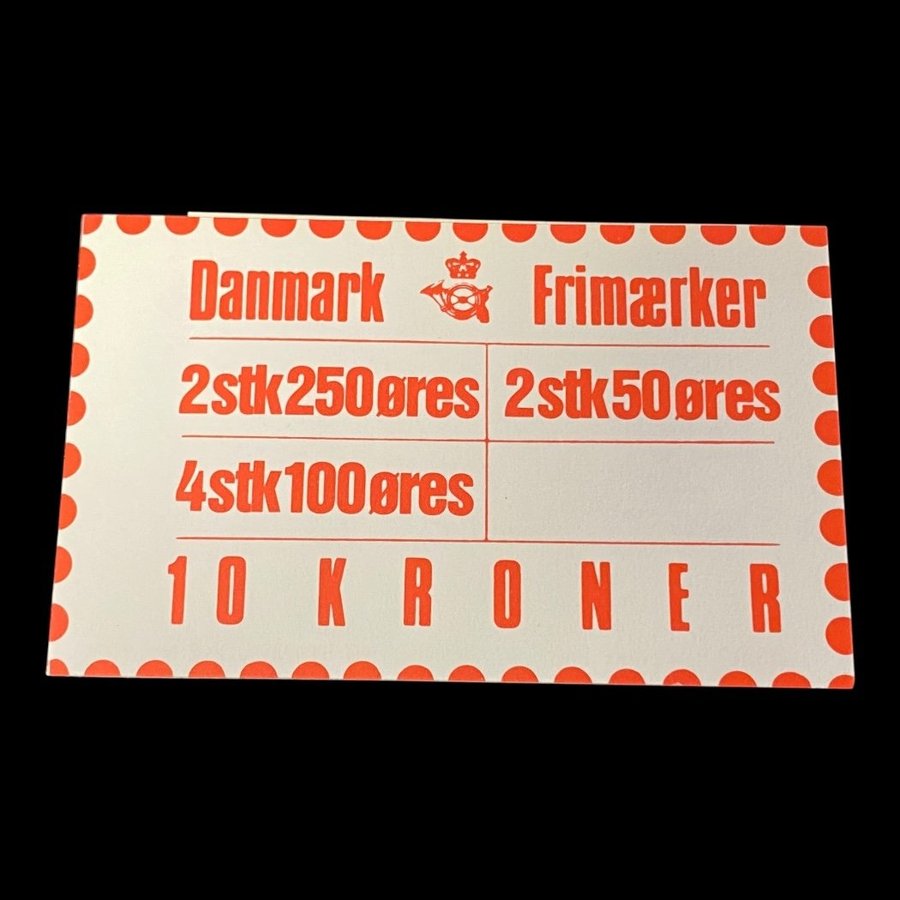 Danmark Frimærker
2stk250øres 2stk50øres
4stk100øres
10 KRONER